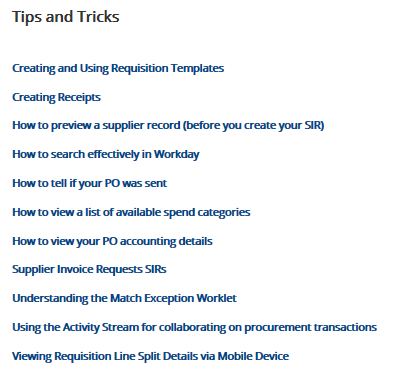 Tips and Tricks
Creating and Using Requisition Templates
Creating Receipts
How to preview a supplier record (before you create your SIR)
How to search effectively in Workday
How to tell if your PO was sent
How to view a list of available spend categories
How to view your PO accounting details
Supplier Invoice Requests SIRs
Understanding the Match Exception Worklet
Using the Activity Stream for collaborating on procurement transactions
Viewing Requisition Line Split Details via Mobile Device